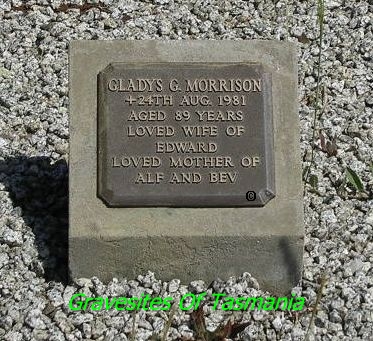 GLADYS G. MORRISON
+24TH AUG. 1981
AGED 89 YEARS
LOVED WIFE OF
EDWARD
LOVED MOTHER OF
ALF AND BEV
Gravesites Of Tasmania